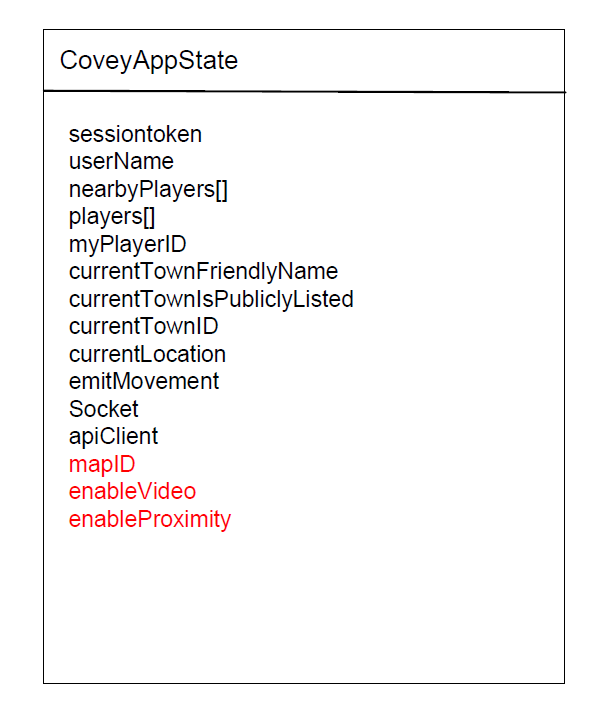 CoveyAppState
sessiontoken
userName
nearbyPlayers[]
players[]
myPlayerID
currentTownFriendlyName
currentTownIsPubliclyListed
currentTownID
currentLocation
emitMovement
Socket
apiClient
mapID
enableVideo
enableProximity